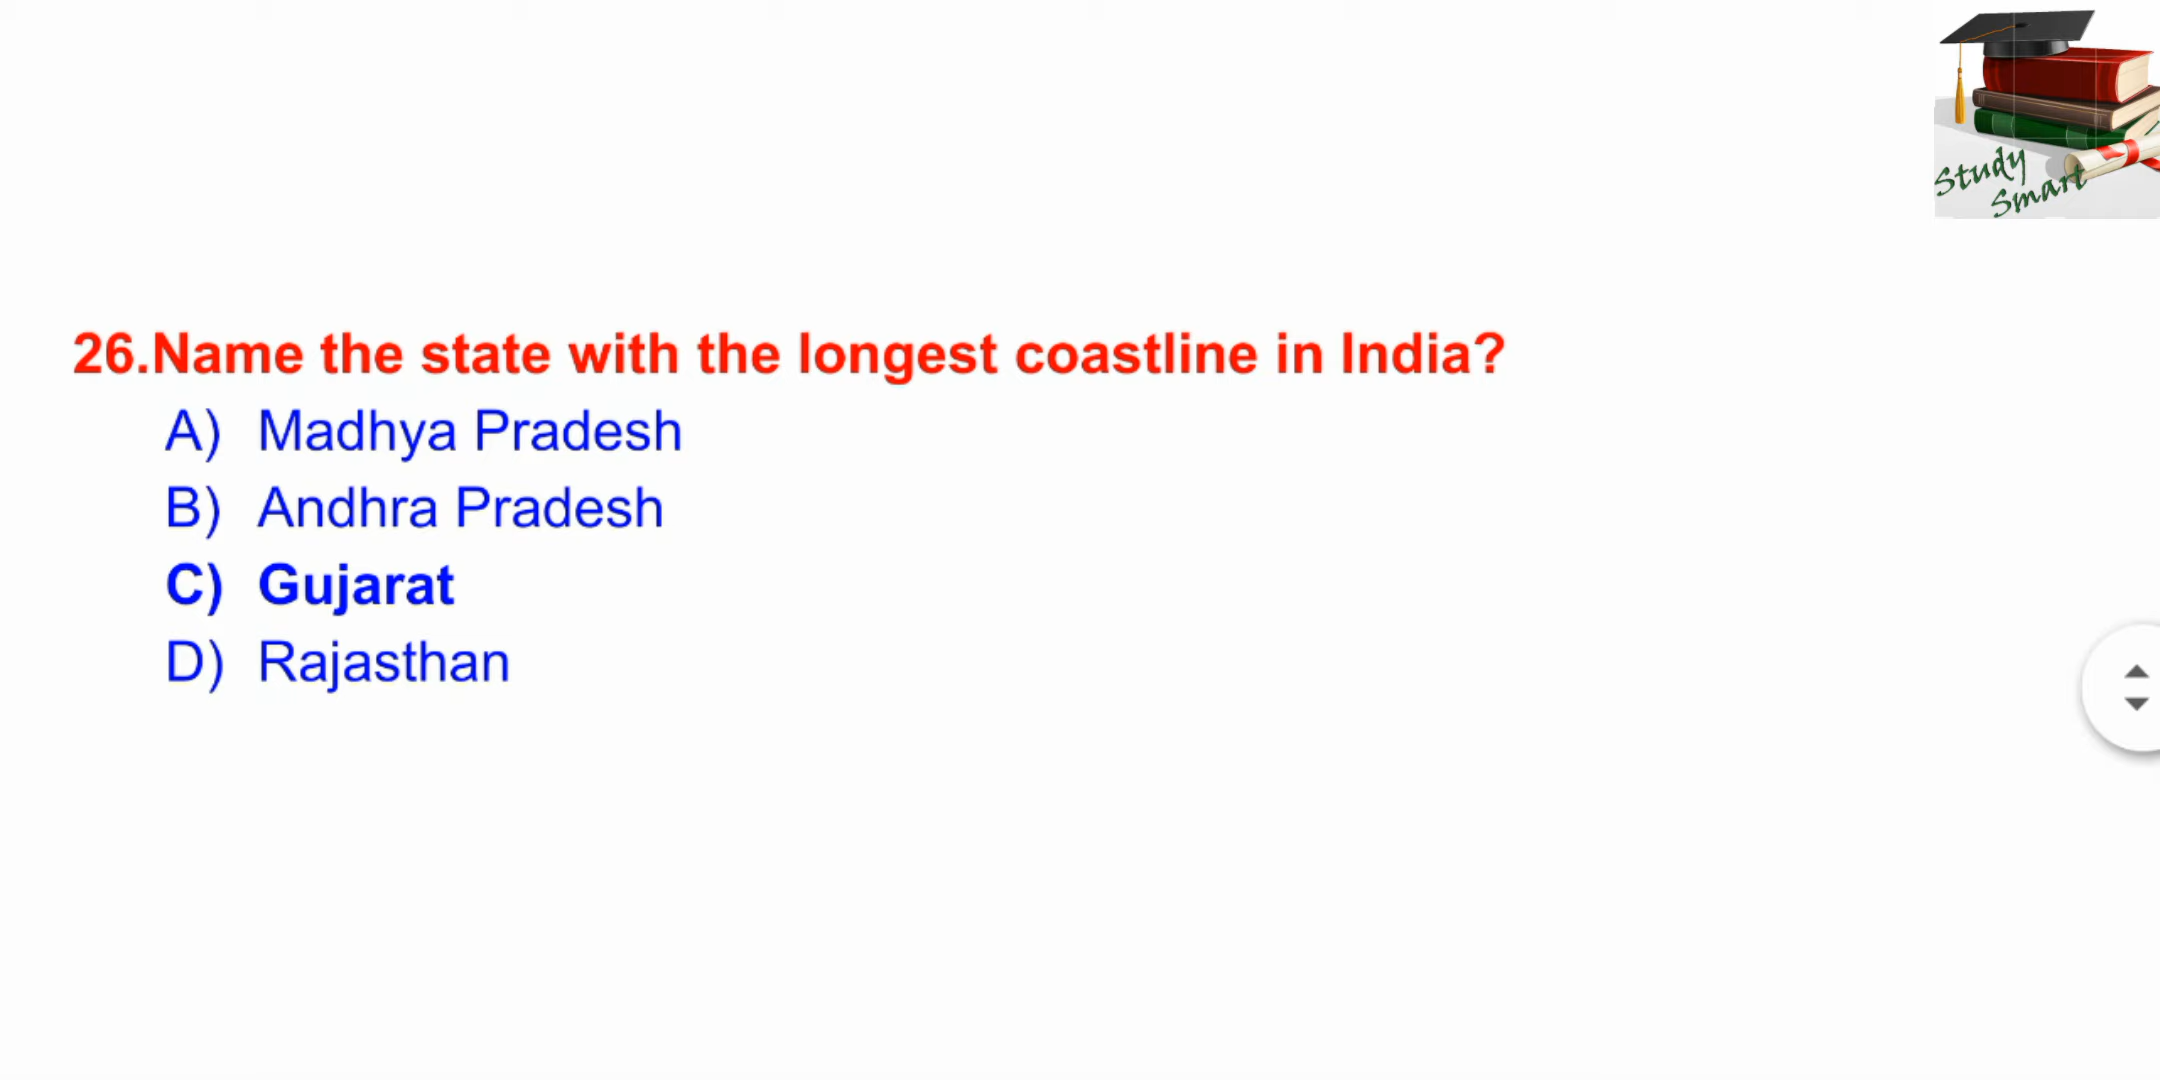 Study
Smart
26.Name the state with the longest coastline in India?
A) Madhya Pradesh
B) Andhra Pradesh
C) Gujarat
D) Rajasthan